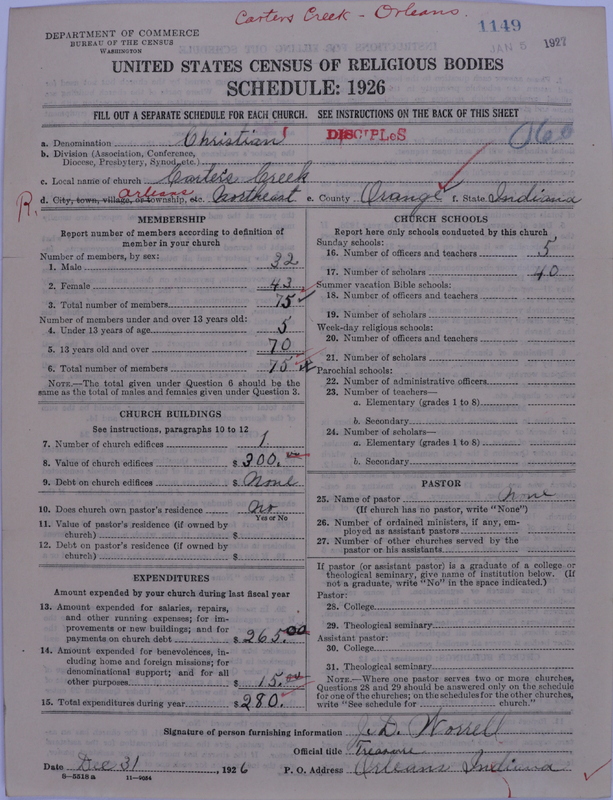 Carters Creek - Orleans.
DEPARTMENT OF COMMERCE
BUREAU OF THE CENSUS
WASHINGTON
1149
JAN 5 1927
UNITED STATES CENSUS OF RELIGIOUS BODIES
SCHEDULE: 1926
FILL OUT A SEPARATE SCHEDULE FOR EACH CHURCH. SEE INSTRUCTIONS ON THE BACK OF THIS SHEET
a. Denomination Christian DISCIPLES 060
b. Division (Association, Conference,
Diocese, Presbytery, Synod, etc.)
c. Local name of church Carter's Creek
R. d. City, town, village, or township, etc. Orleans Northeast e. County Orange f. State Indiana
MEMBERSHIP
Report number of members according to definition of
member in your church
Number of members, by sex:
1. Male 32
2. Female 43
3. Total number of members 75
Number of members under and over 13 years old:
4. Under 13 years of age 5
5. 13 years old and over 70
6. Total number of members 75
NOTE.—The total given under Question 6 should be the
same as the total of males and females given under Question 3.
CHURCH BUILDINGS
See instructions, paragraphs 10 to 12
7. Number of church edifices 1
8. Value of church edifices $ 300.00
9. Debt on church edifices $ None
10. Does church own pastor's residence No
Yes or No
11. Value of pastor's residence (if owned by
church) $
12. Debt on pastor's residence (if owned by
church) $
EXPENDITURES
Amount expended by your church during last fiscal year
13. Amount expended for salaries, repairs,
and other running expenses; for im-
provements or new buildings; and for
payments on church debt $ 265.00
14. Amount expended for benevolences, in-
cluding home and foreign missions; for
denominational support; and for all
other purposes $ 15.00
15. Total expenditures during year $ 280.
CHURCH SCHOOLS
Report here only schools conducted by this church
Sunday schools:
16. Number of officers and teachers 5
17. Number of scholars 40
Summer vacation Bible schools:
18. Number of officers and teachers
19. Number of scholars
Week-day religious schools:
20. Number of officers and teachers
21. Number of scholars
Parochial schools:
22. Number of administrative officers
23. Number of teachers—
a. Elementary (grades 1 to 8)
b. Secondary
24. Number of scholars—
a. Elementary (grades 1 to 8)
b. Secondary
PASTOR
25. Name of pastor None
(If church has no pastor, write "None")
26. Number of ordained ministers, if any, em-
ployed as assistant pastors
27. Number of other churches served by the
pastor or his assistants
If pastor (or assistant pastor) is a graduate of a college or
theological seminary, give name of institution below. (If
not a graduate, write "No" in the space indicated.)
Pastor:
28. College
29. Theological seminary
Assistant pastor:
30. College
31. Theological seminary
NOTE.—Where one pastor serves two or more churches,
Questions 28 and 29 should be answered only on the schedule
for one of the churches; on the schedules for the other churches,
write "See schedule for church."
Signature of person furnishing information Worrell
Official title Treasure
Date Dec 31, 1926 P. O. Address Orleans Indiana
8-5518a 11-9054